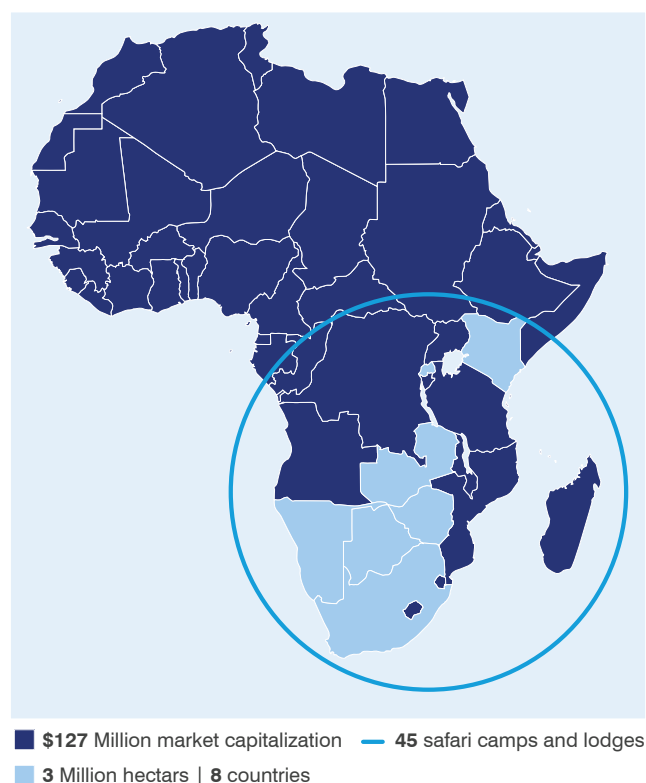 $127 Million market capitalization
45 safari camps and lodges
3 Million hectars | 8 countries